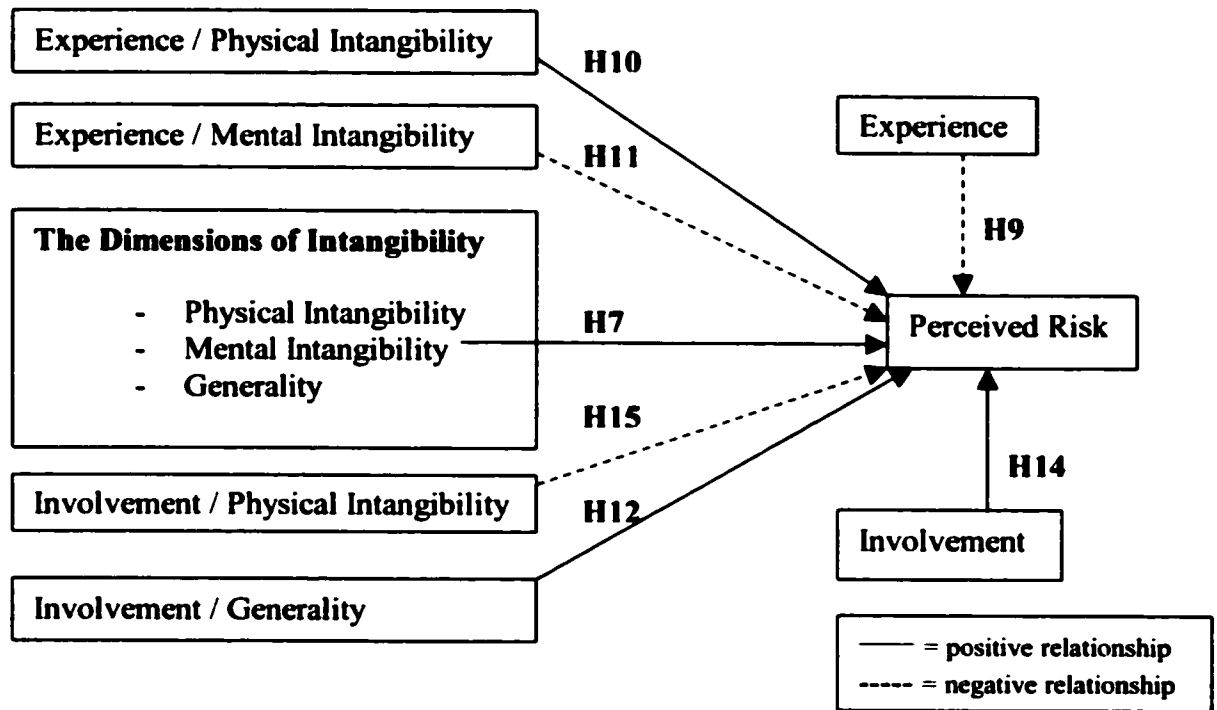 Experience / Physical Intangibility
H10
Experience / Mental Intangibility
H11
Experience
H9
The Dimensions of Intangibility
- Physical Intangibility
- Mental Intangibility
- Generality
H7
Perceived Risk
H15
Involvement / Physical Intangibility
H12
H14
Involvement
Involvement / Generality
= positive relationship
= negative relationship